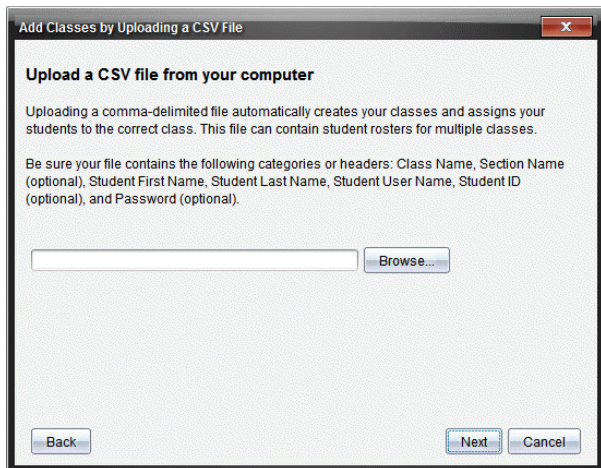 Add Classes by Uploading a CSV File
Upload a CSV file from your computer
Uploading a comma-delimited file automatically creates your classes and assigns your
students to the correct class. This file can contain student rosters for multiple classes.
Be sure your file contains the following categories or headers: Class Name, Section Name
(optional), Student First Name, Student Last Name, Student User Name, Student ID
(optional), and Password (optional).
Browse...
Back Next Cancel